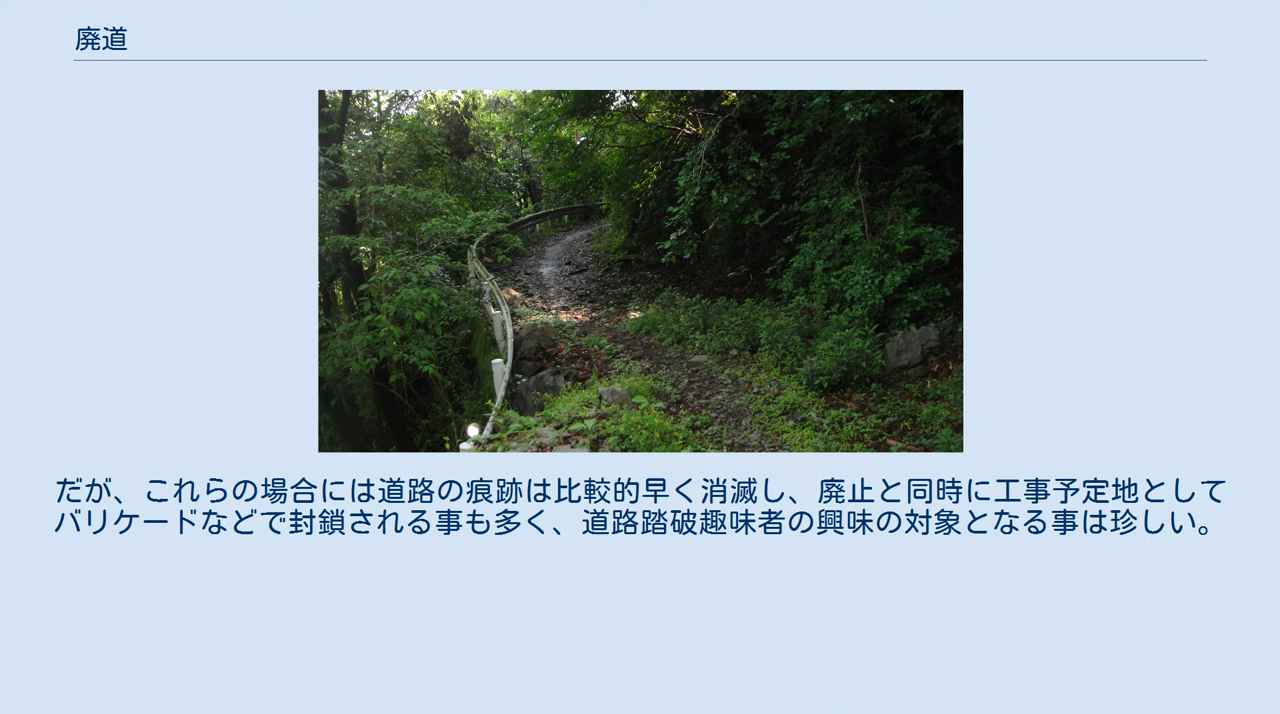 廃道
だが、これらの場合には道路の痕跡は比較的早く消滅し、廃止と同時に工事予定地として
バリケードなどで封鎖される事も多く、道路踏破趣味者の興味の対象となる事は珍しい。